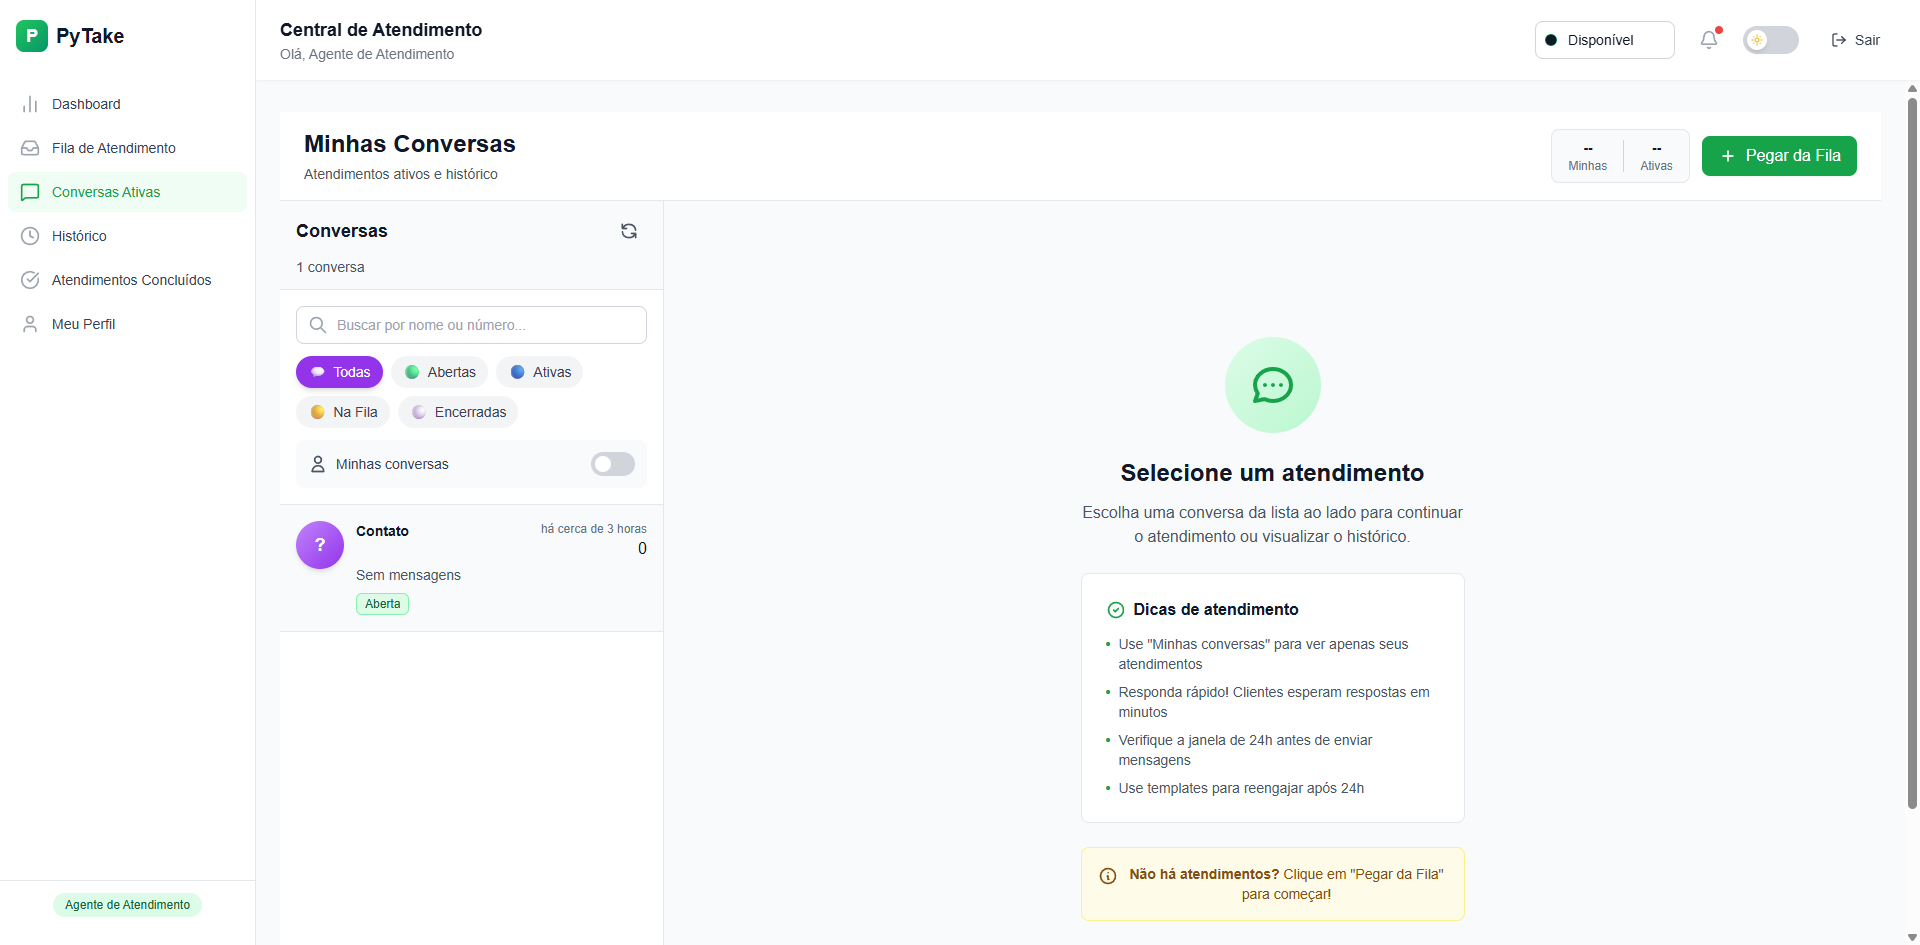 P PyTake
Dashboard
Fila de Atendimento
Conversas Ativas
Histórico
Atendimentos Concluídos
Meu Perfil
Agente de Atendimento
Central de Atendimento
Olá, Agente de Atendimento
Disponível
Sair
Minhas Conversas
Atendimentos ativos e histórico
-- --
Minhas Ativas
+ Pegar da Fila
Conversas
1 conversa
Buscar por nome ou número...
Todas Abertas Ativas
Na Fila Encerradas
Minhas conversas
? Contato há cerca de 3 horas
0
Sem mensagens
Aberta
Selecione um atendimento
Escolha uma conversa da lista ao lado para continuar
o atendimento ou visualizar o histórico.
Dicas de atendimento
• Use "Minhas conversas" para ver apenas seus
atendimentos
• Responda rápido! Clientes esperam respostas em
minutos
• Verifique a janela de 24h antes de enviar
mensagens
• Use templates para reengajar após 24h
Não há atendimentos? Clique em "Pegar da Fila"
para começar!